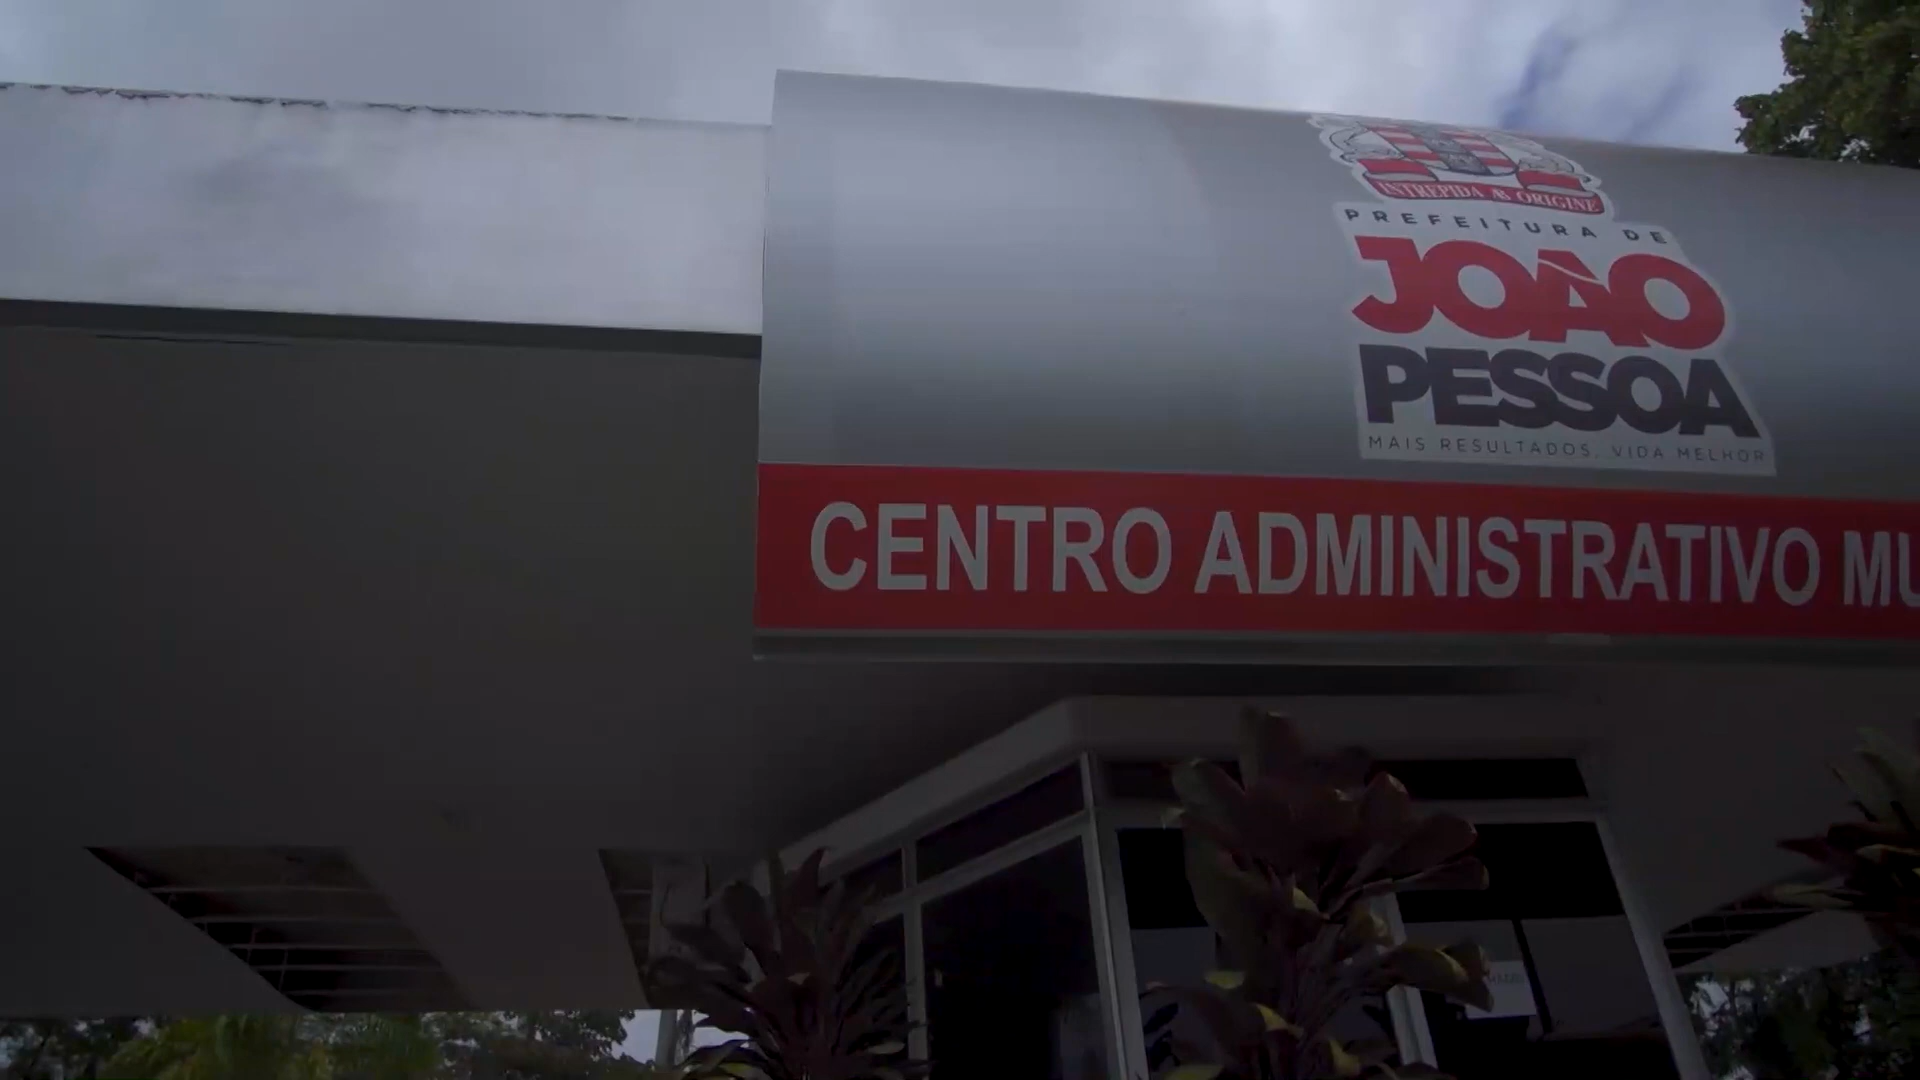 INTREPIDA AB ORIGINE
PREFEITURA DE
JOÃO
PESSOA
MAIS RESULTADOS, VIDA MELHOR
CENTRO ADMINISTRATIVO MU